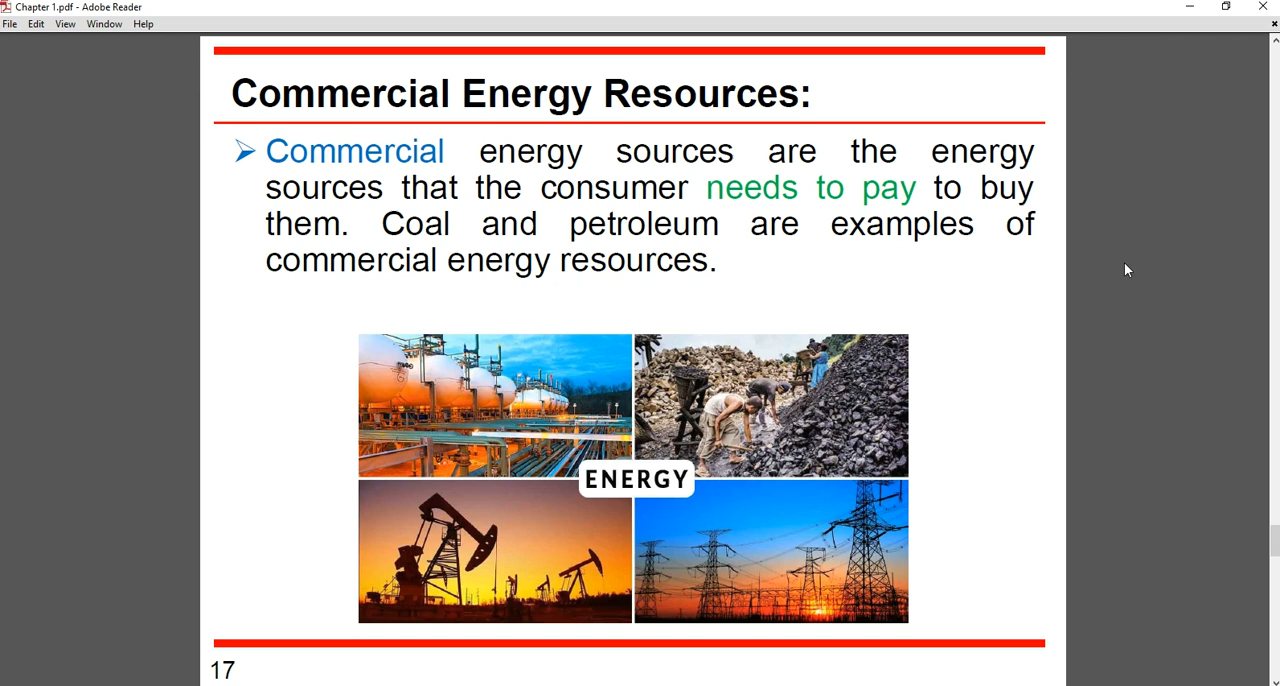 Chapter 1.pdf - Adobe Reader
File Edit View Window Help
Commercial Energy Resources:
➢ Commercial energy sources are the energy
sources that the consumer needs to pay to buy
them. Coal and petroleum are examples of
commercial energy resources.
ENERGY
17